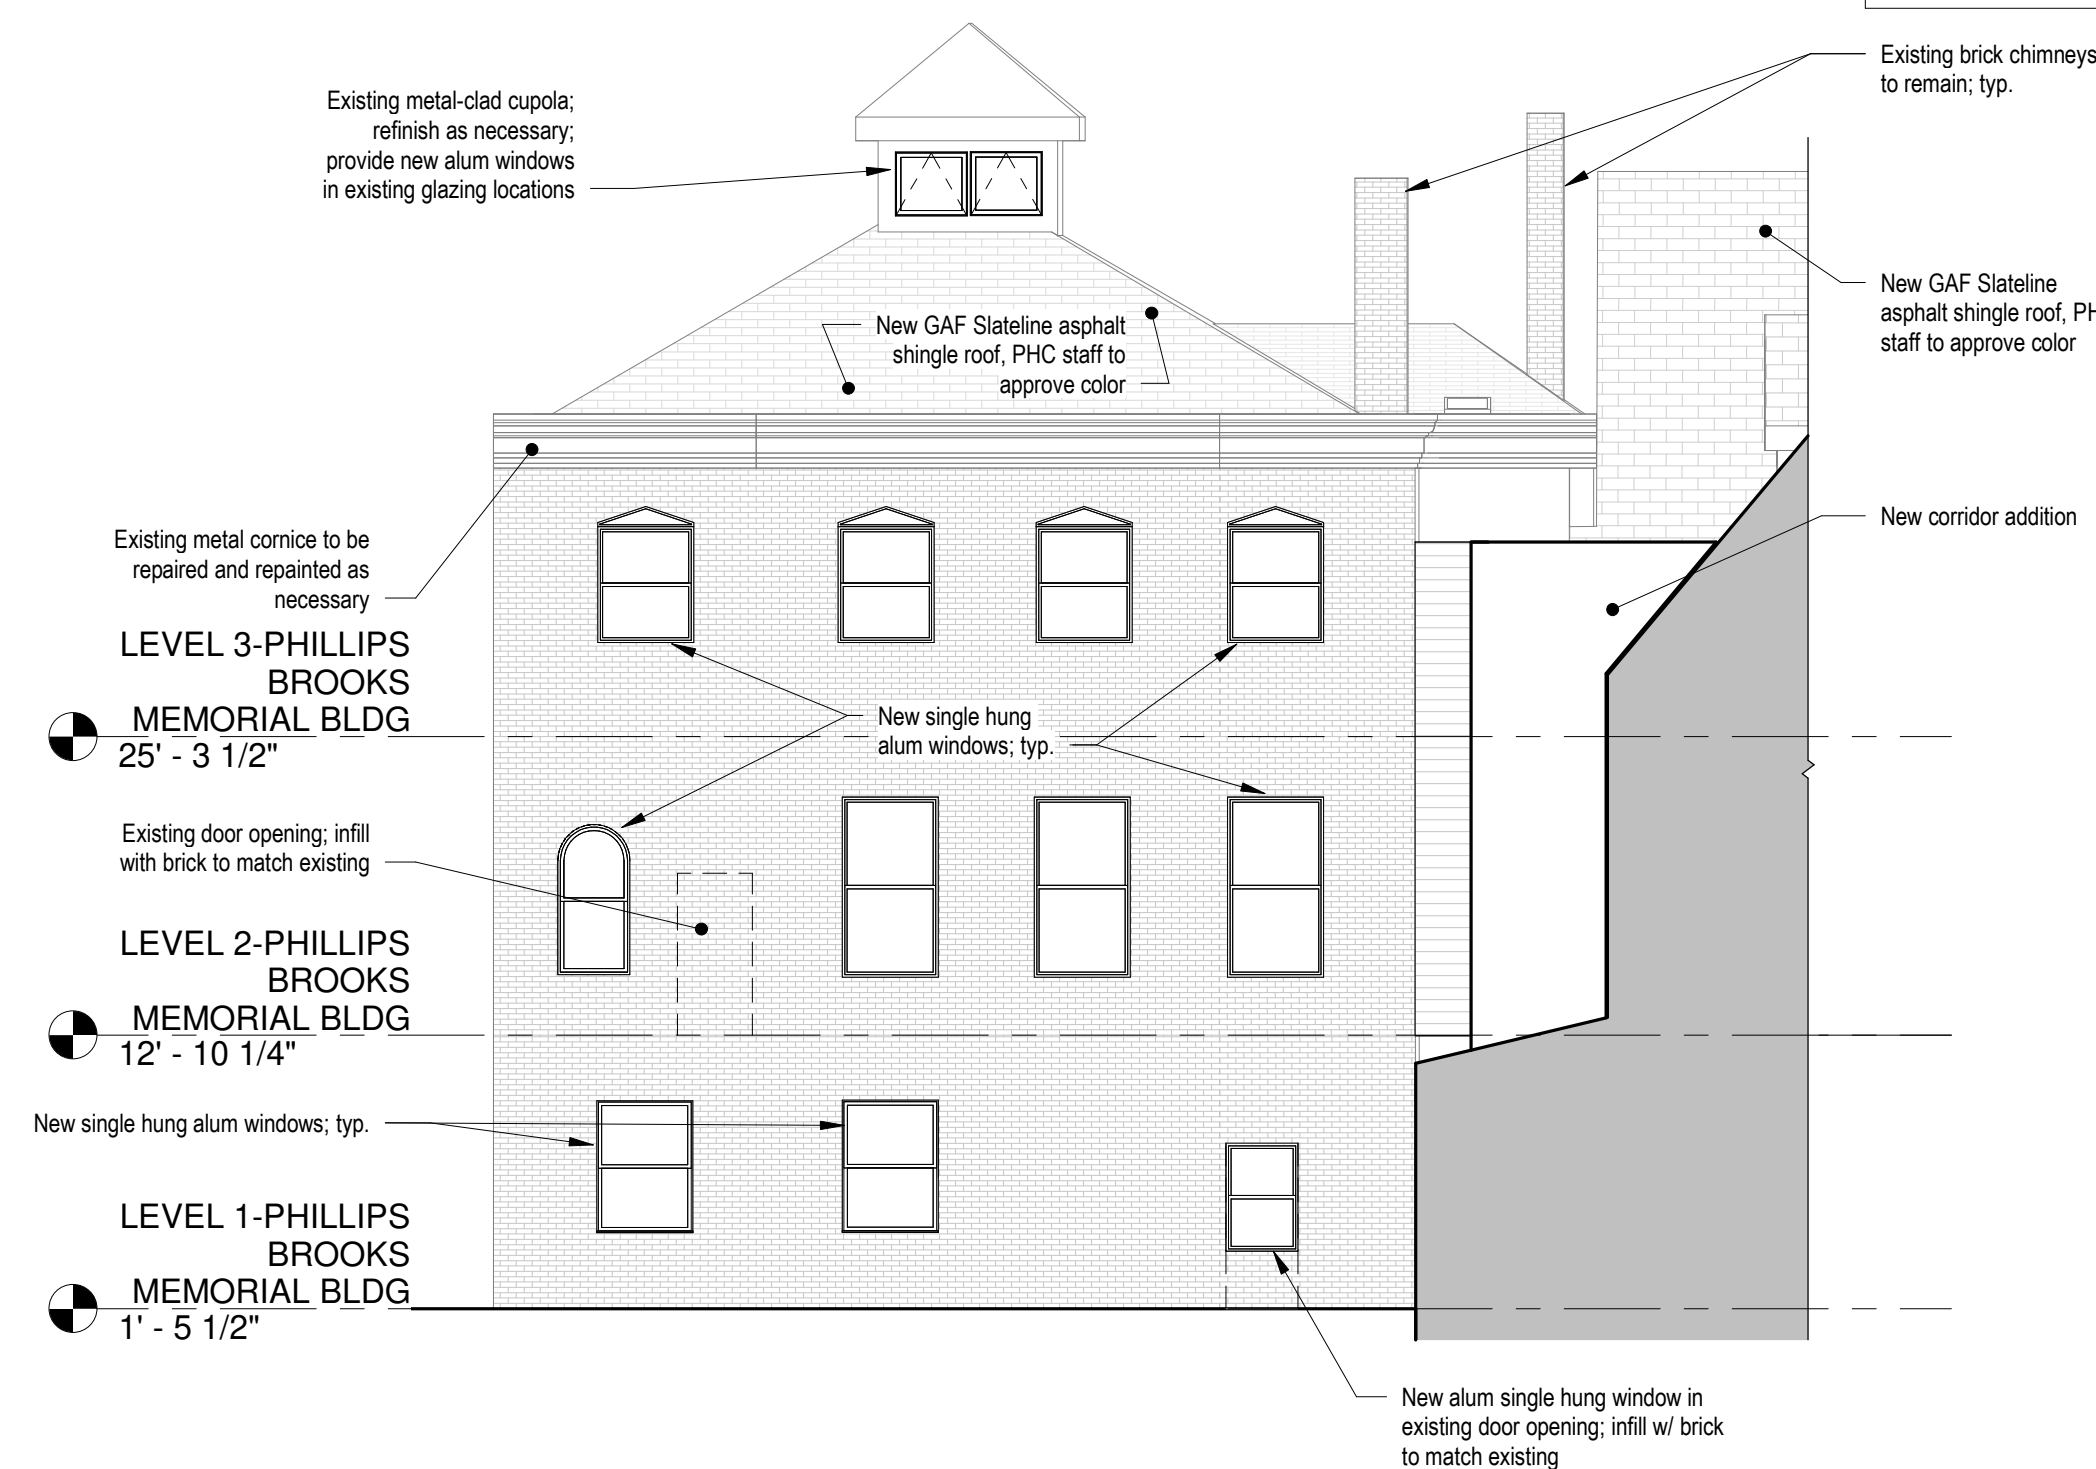 Existing brick chimneys
to remain; typ.
Existing metal-clad cupola;
refinish as necessary;
provide new alum windows
in existing glazing locations
New GAF Slateline
asphalt shingle roof, PH
staff to approve color
New GAF Slateline asphalt
shingle roof, PHC staff to
approve color
New corridor addition
Existing metal cornice to be
repaired and repainted as
necessary
LEVEL 3-PHILLIPS
BROOKS
MEMORIAL BLDG
25' - 3 1/2"
New single hung
alum windows; typ.
Existing door opening; infill
with brick to match existing
LEVEL 2-PHILLIPS
BROOKS
MEMORIAL BLDG
12' - 10 1/4"
New single hung alum windows; typ.
LEVEL 1-PHILLIPS
BROOKS
MEMORIAL BLDG
1' - 5 1/2"
New alum single hung window in
existing door opening; infill w/ brick
to match existing